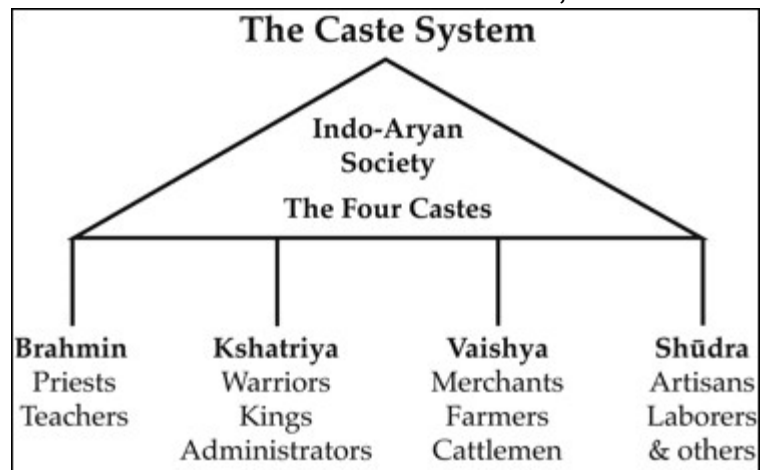 The Caste System
Indo-Aryan
Society
The Four Castes
Brahmin
Priests
Teachers
Kshatriya
Warriors
Kings
Administrators
Vaishya
Merchants
Farmers
Cattlemen
Shūdra
Artisans
Laborers
& others